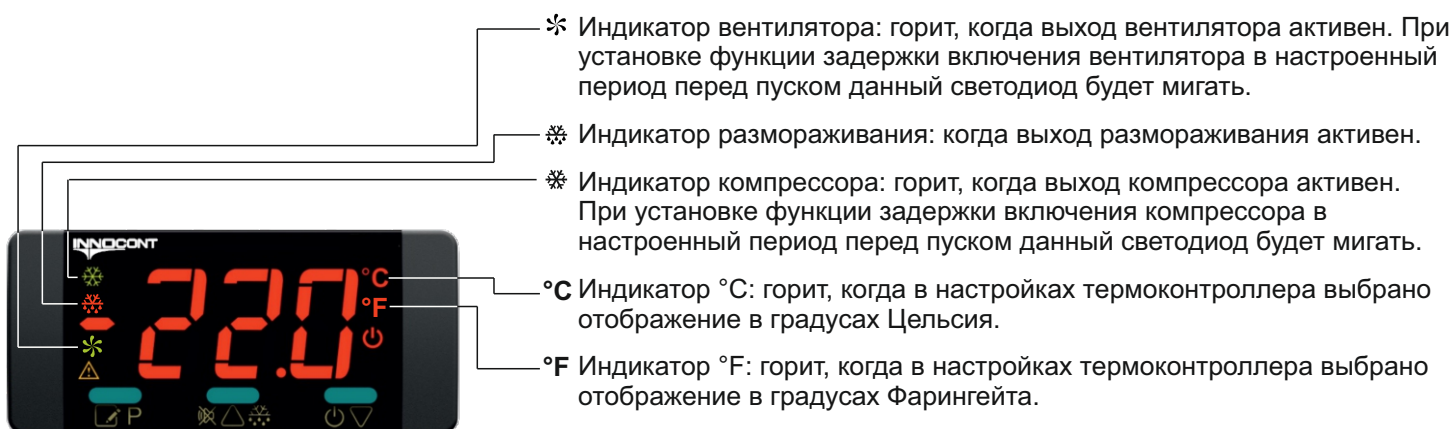 Индикатор вентилятора: горит, когда выход вентилятора активен. При
установке функции задержки включения вентилятора в настроенный
период перед пуском данный светодиод будет мигать.
Индикатор размораживания: когда выход размораживания активен.
Индикатор компрессора: горит, когда выход компрессора активен.
При установке функции задержки включения компрессора в
настроенный период перед пуском данный светодиод будет мигать.
°C Индикатор °C: горит, когда в настройках термоконтроллера выбрано
отображение в градусах Цельсия.
°F Индикатор °F: горит, когда в настройках термоконтроллера выбрано
отображение в градусах Фарингейта.
INNOCONT
-22.0 °C
°F
P